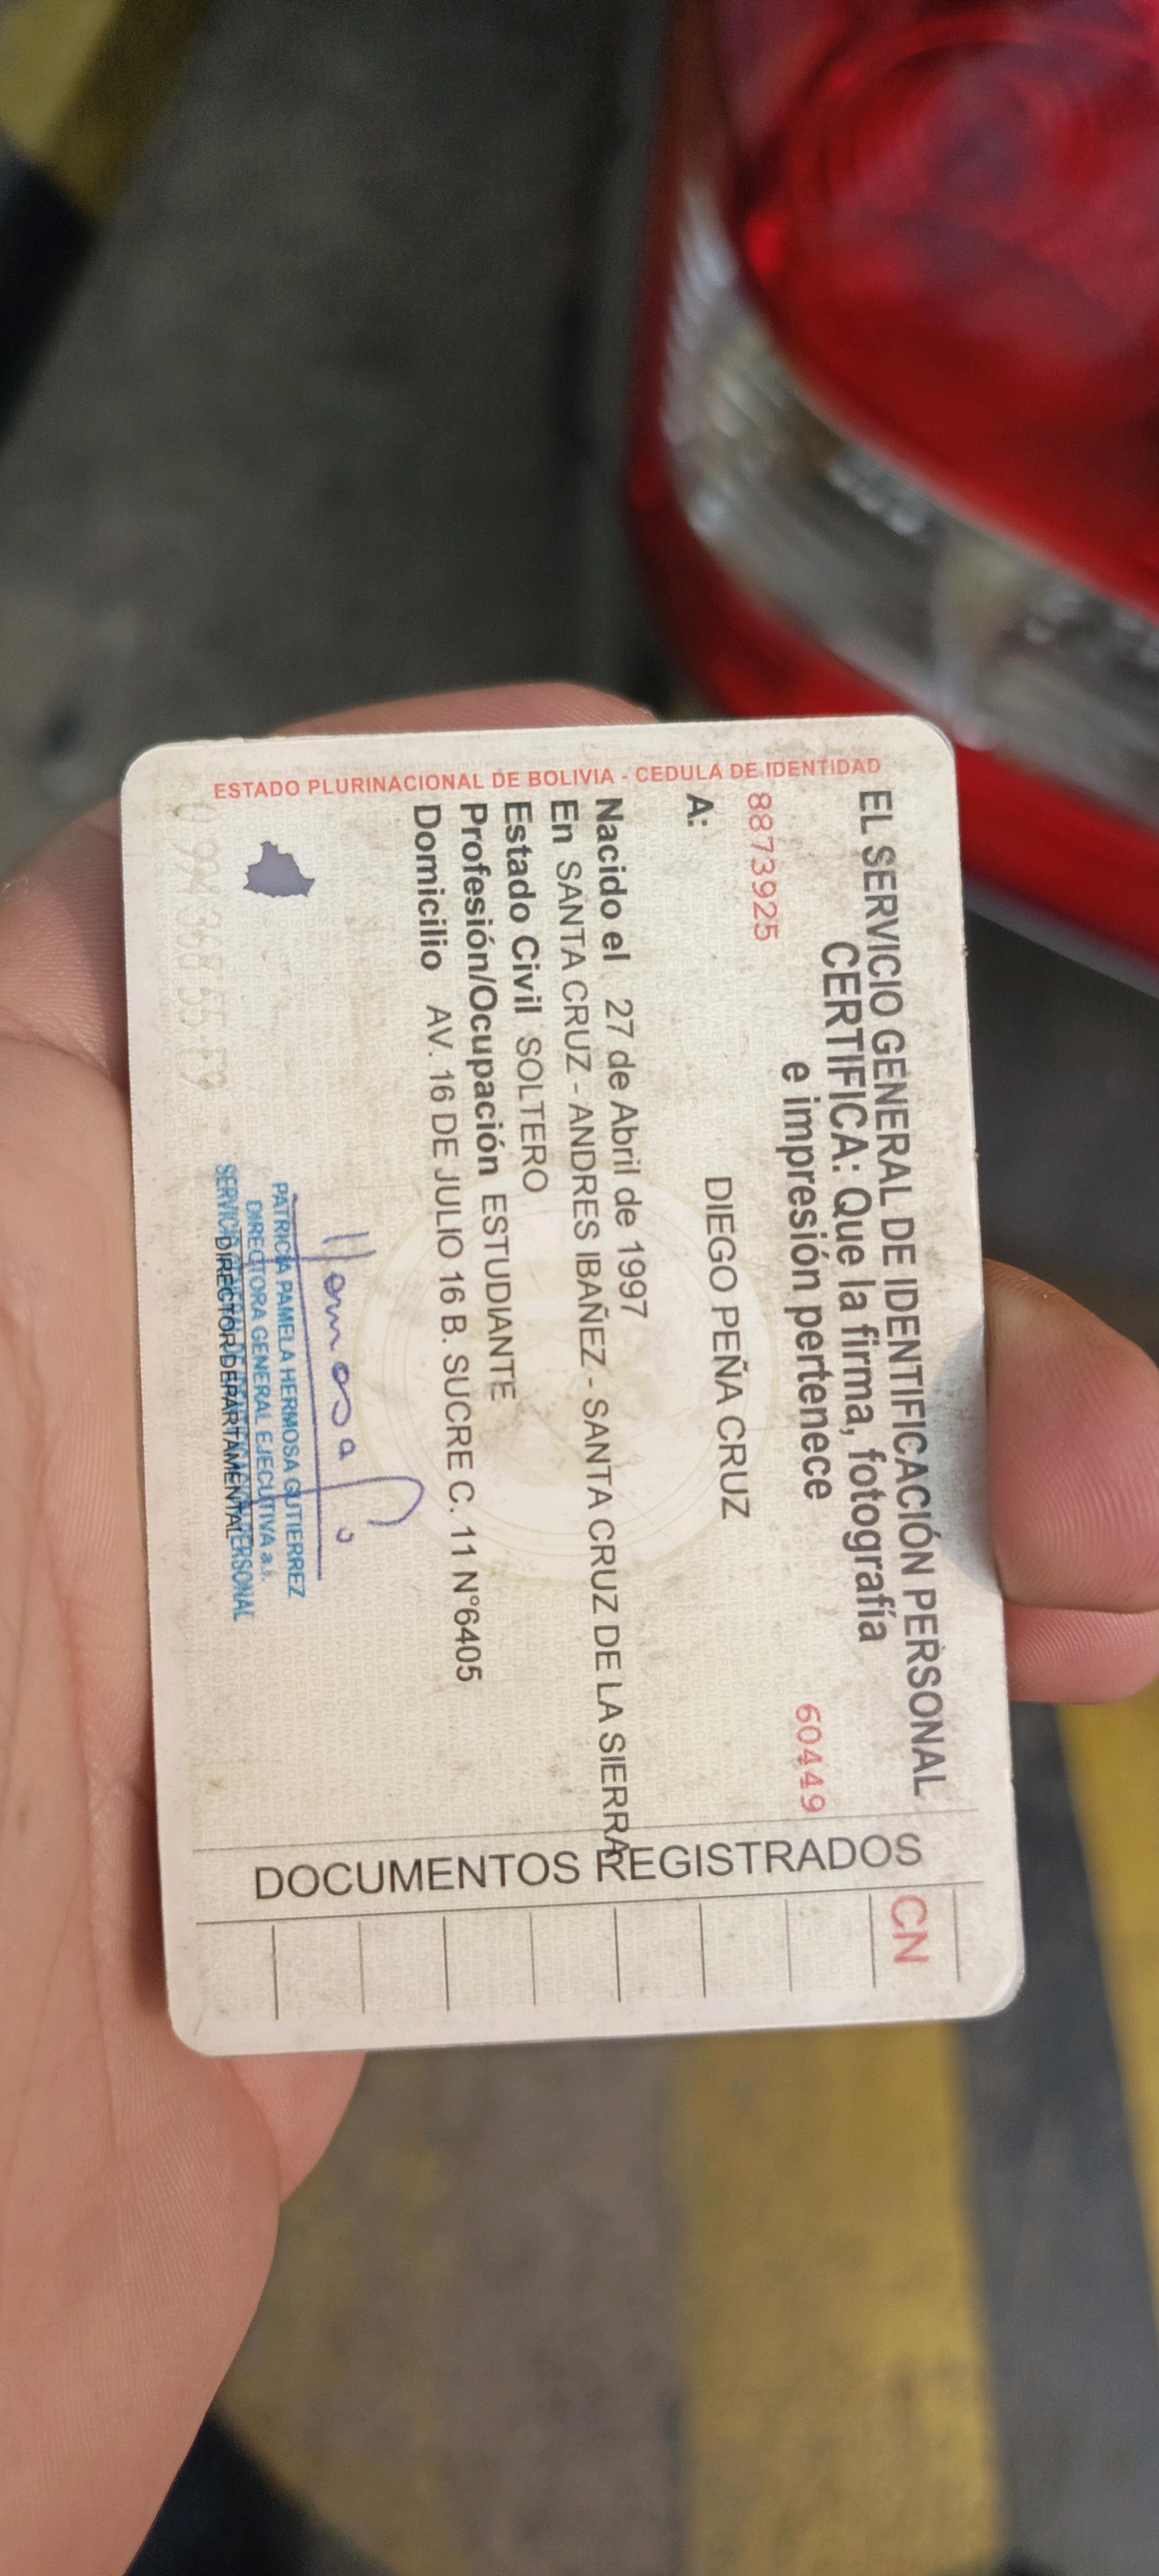 ESTADO PLURINACIONAL DE BOLIVIA - CEDULA DE IDENTIDAD
EL SERVICIO GENERAL DE IDENTIFICACIÓN PERSONAL
CERTIFICA: Que la firma, fotografía
e impresión pertenece
8873925
60449
A: DIEGO PEÑA CRUZ
Nacido el 27 de Abril de 1997
En SANTA CRUZ - ANDRES IBAÑEZ - SANTA CRUZ DE LA SIERRA
Estado Civil SOLTERO
Profesión/Ocupación ESTUDIANTE
Domicilio AV. 16 DE JULIO 16 B. SUCRE C. 11 N°6405
PATRICIA PAMELA HERMOSA GUTIERREZ
DIRECTORA GENERAL EJECUTIVA a.i.
SERVICIO GENERAL DE IDENTIFICACIÓN PERSONAL
DIRECTOR DEPARTAMENTAL
DOCUMENTOS REGISTRADOS
CN